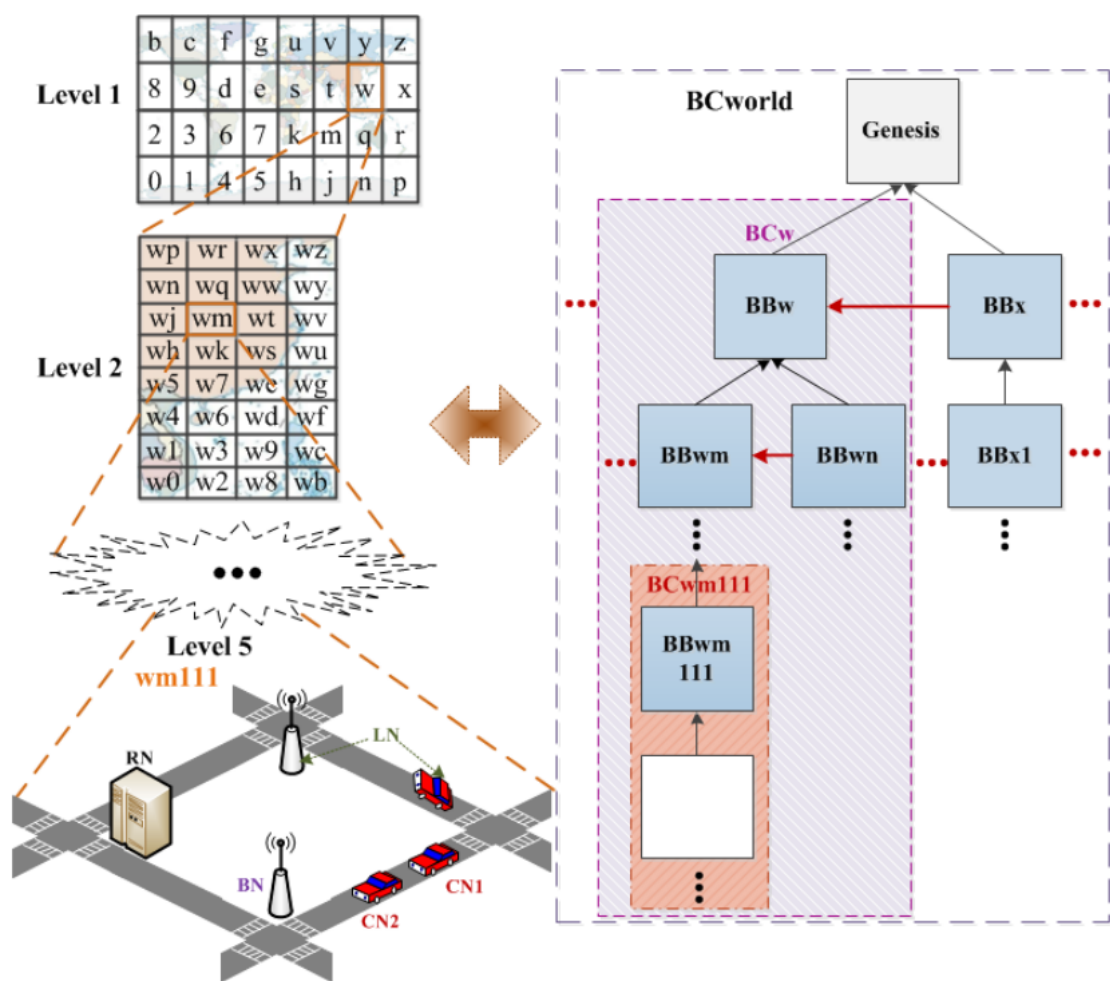 Level 1
b c f g u v y z
8 9 d e s t w x
2 3 6 7 k m q r
0 1 4 5 h j n p
Level 2
wp wr wx wz
wn wq ww wy
wj wm wt wv
wh wk ws wu
w5 w7 we wg
w4 w6 wd wf
w1 w3 w9 wc
w0 w2 w8 wb
Level 5
wm111
RN
LN
BN
CN1
CN2
BCworld
Genesis
BCw
BBw
BBx
BBwm
BBwn
BBx1
BCwm111
BBwm
111